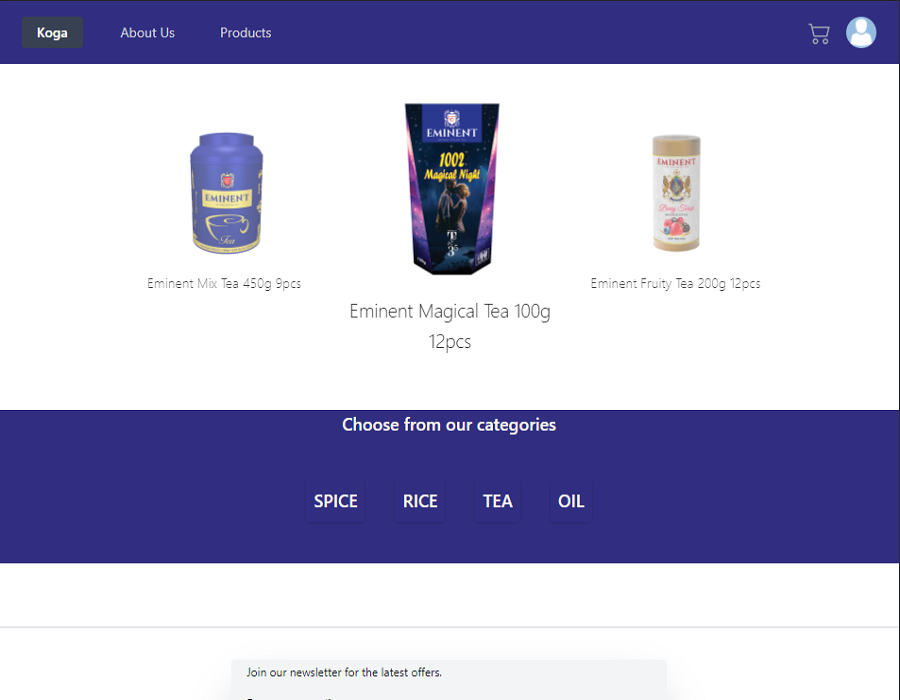 Koga
About Us
Products
EMINENT
Tea
EMINENT
1002
Magical Night
T
35
EMINENT
Eminent Mix Tea 450g 9pcs
Eminent Magical Tea 100g
12pcs
Eminent Fruity Tea 200g 12pcs
Choose from our categories
SPICE
RICE
TEA
OIL
Join our newsletter for the latest offers.